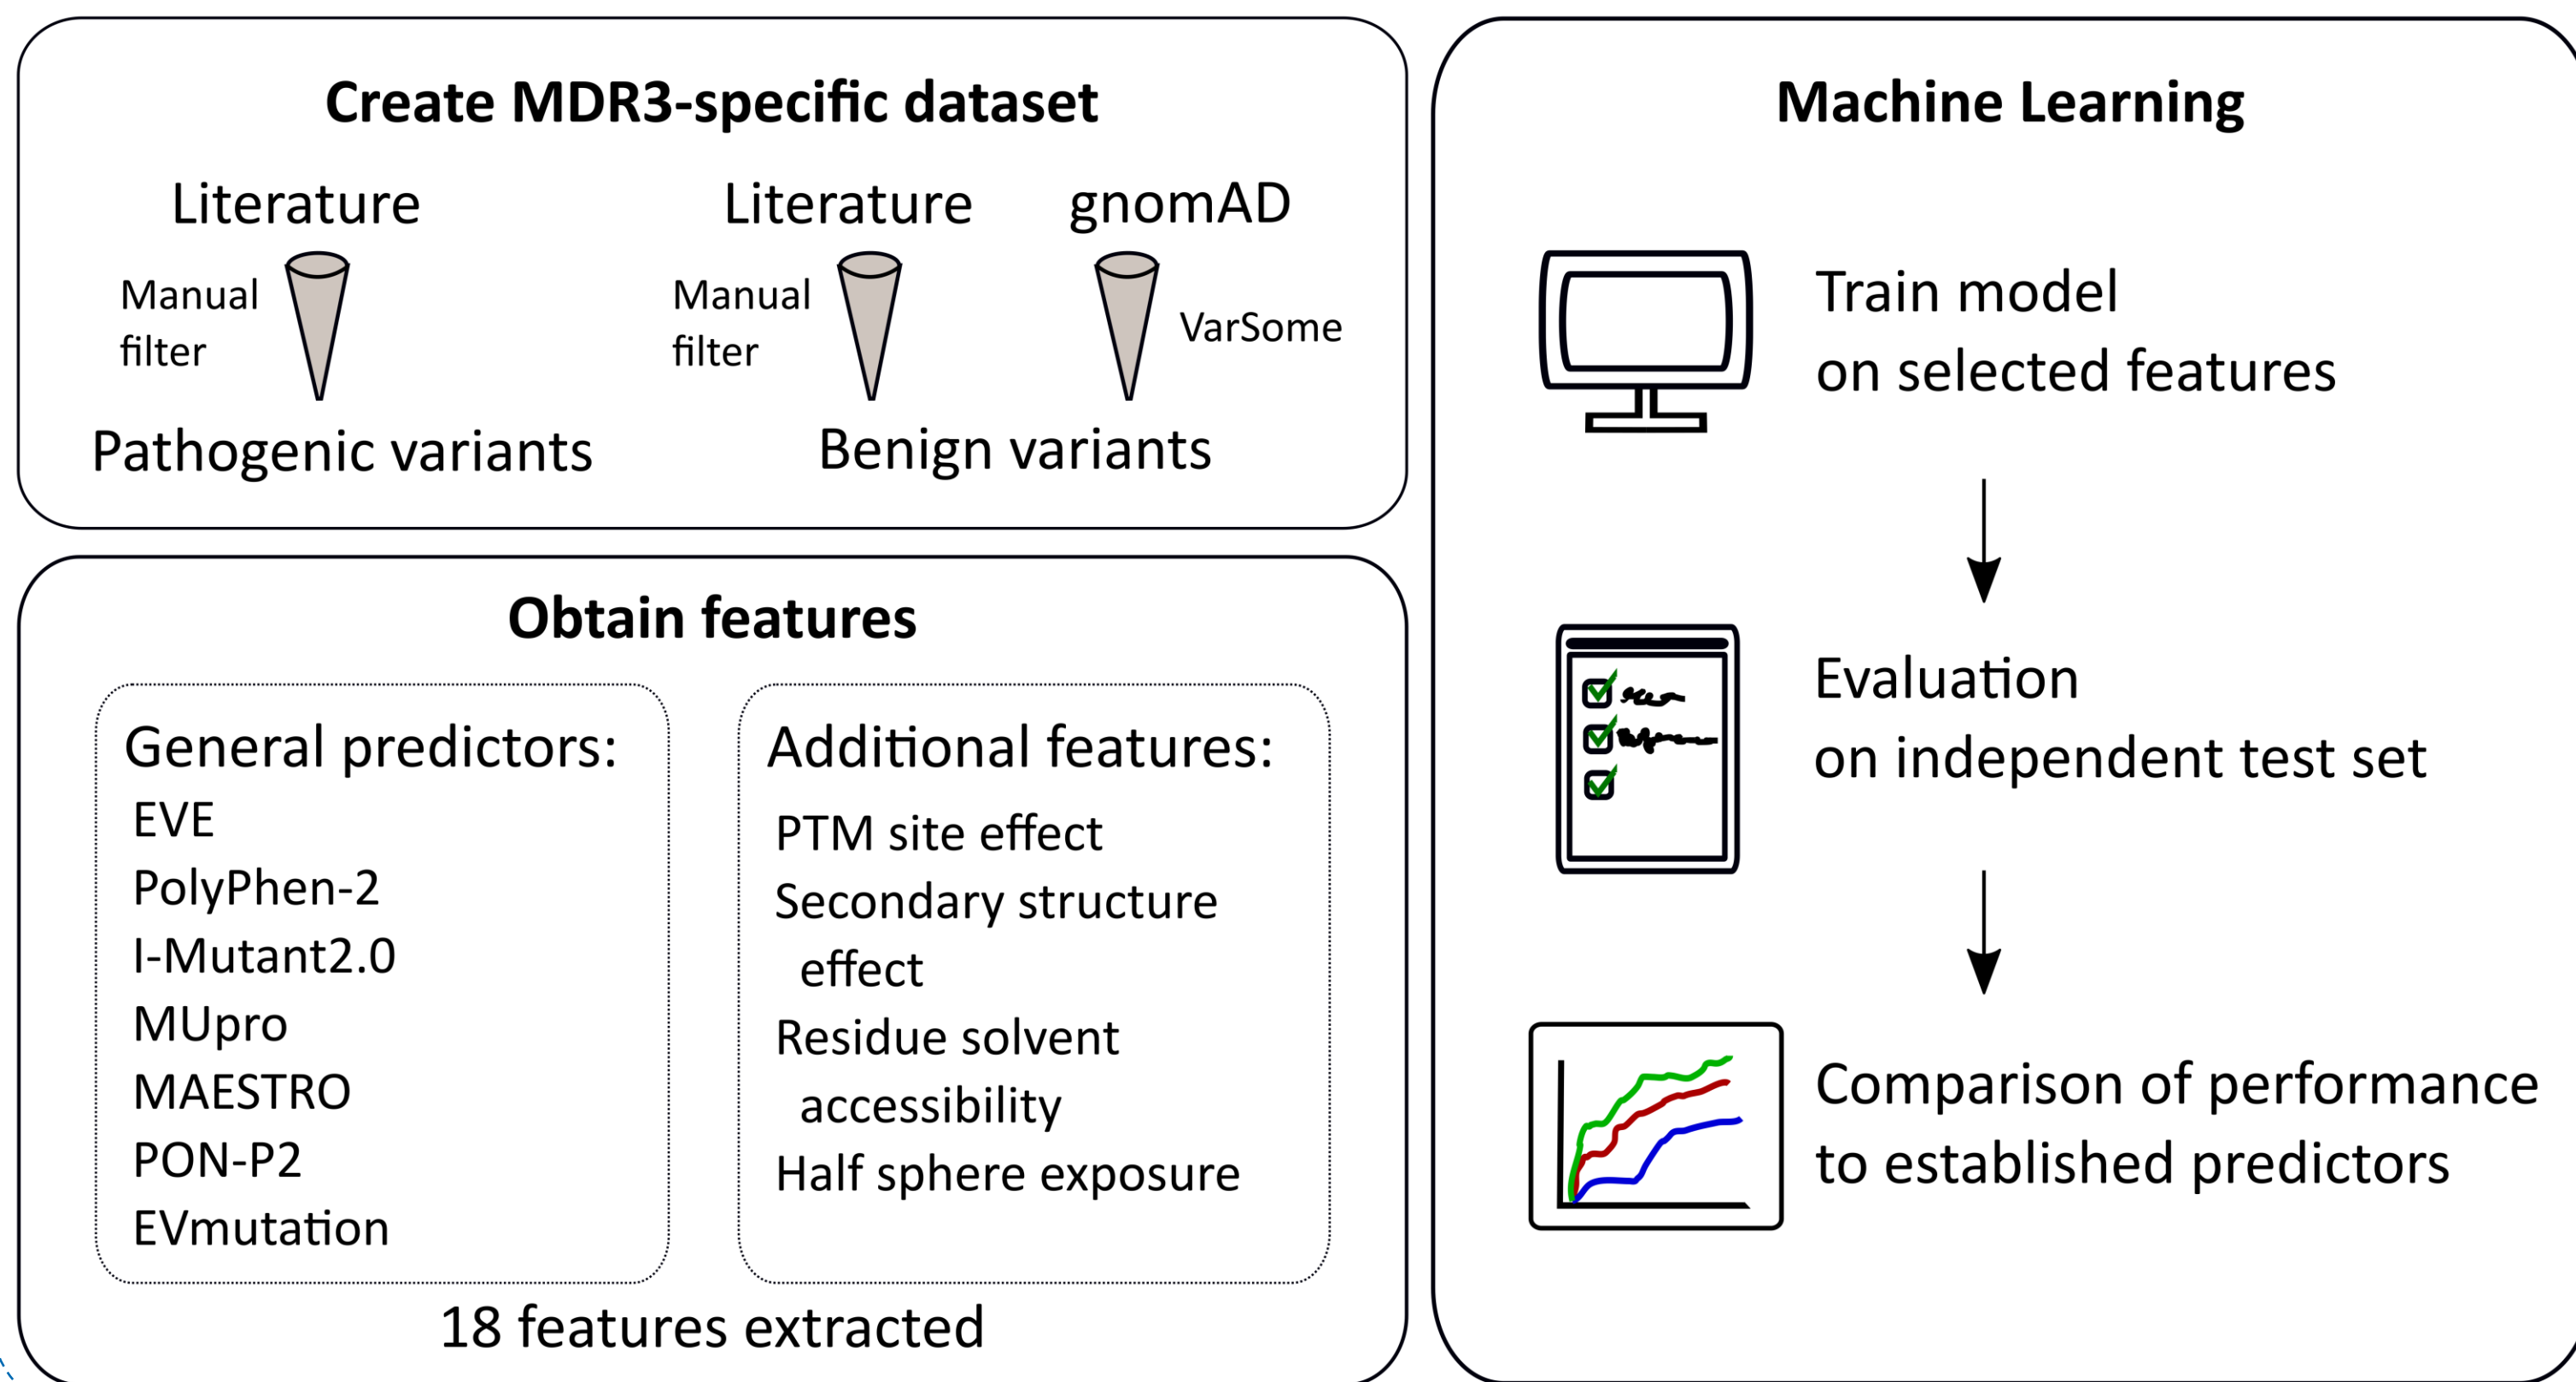 Create MDR3-specific dataset
Literature
Manual
filter
Pathogenic variants
Literature
Manual
filter
gnomAD
VarSome
Benign variants
Obtain features
General predictors:
EVE
PolyPhen-2
I-Mutant2.0
MUpro
MAESTRO
PON-P2
EVmutation
Additional features:
PTM site effect
Secondary structure
effect
Residue solvent
accessibility
Half sphere exposure
18 features extracted
Machine Learning
Train model
on selected features
Evaluation
on independent test set
Comparison of performance
to established predictors